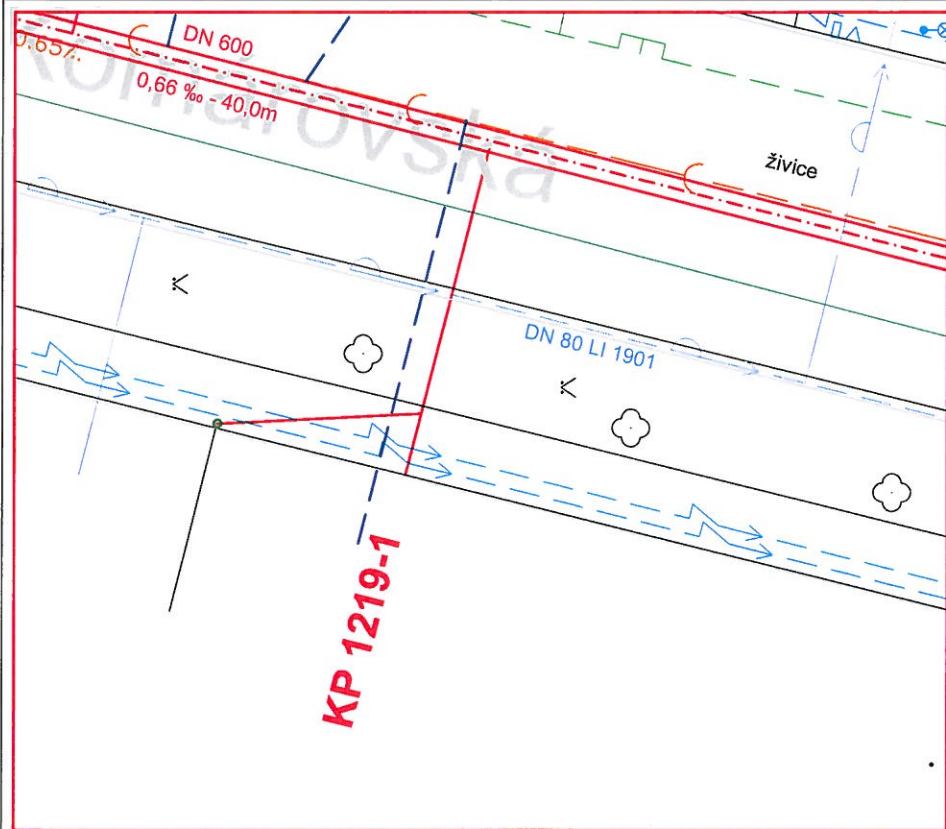 DN 600
0.65%.
0,66 ‰ - 40,0m
Komárovská
živice
DN 80 LI 1901
KP 1219-1